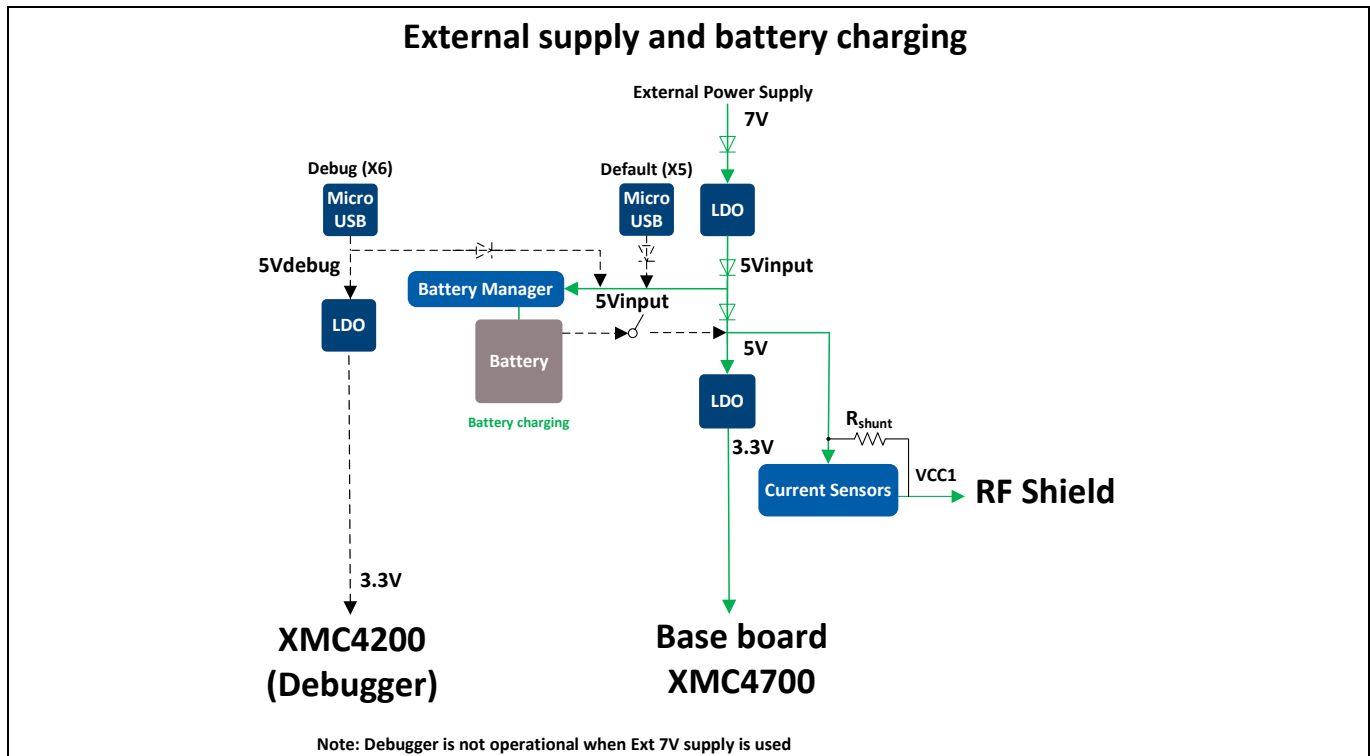 External supply and battery charging
External Power Supply
7V
Debug (X6)
Default (X5)
Micro
USB
Micro
USB
LDO
5Vdebug
5Vinput
Battery Manager
5Vinput
LDO
Battery
5V
LDO
Battery charging
Rshunt
3.3V
VCC1
Current Sensors
RF Shield
3.3V
XMC4200
(Debugger)
Base board
XMC4700
Note: Debugger is not operational when Ext 7V supply is used